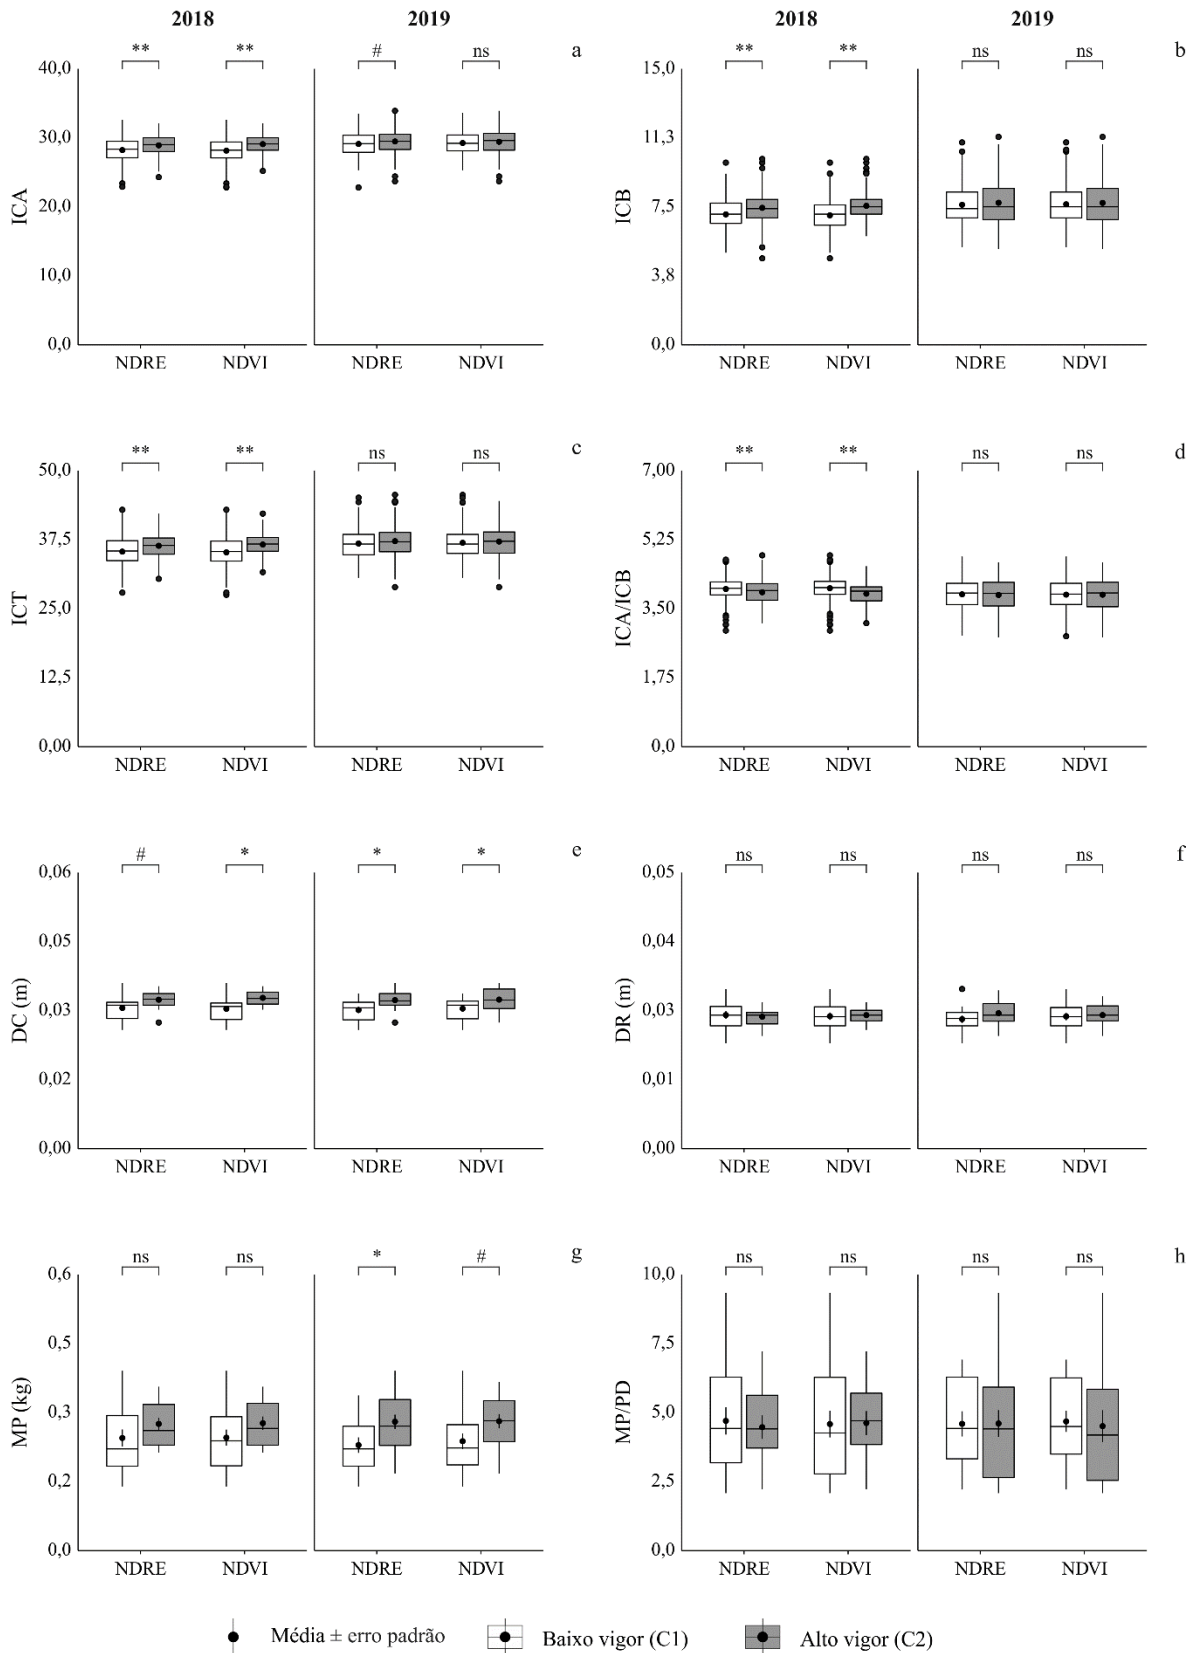 2018 2019 2018 2019
** ** # ns a
40,0
30,0
20,0
10,0
0,0
ICA
NDRE NDVI NDRE NDVI
** ** ns ns b
15,0
11,3
7,5
3,8
0,0
ICB
NDRE NDVI NDRE NDVI
** ** ns ns c
50,0
37,5
25,0
12,5
0,00
ICT
NDRE NDVI NDRE NDVI
** ** ns ns d
7,00
5,25
3,50
1,75
0,0
ICA/ICB
NDRE NDVI NDRE NDVI
# * * * e
0,06
0,05
0,03
0,02
0,00
DC (m)
NDRE NDVI NDRE NDVI
ns ns ns ns f
0,05
0,04
0,03
0,01
0,00
DR (m)
NDRE NDVI NDRE NDVI
ns ns * # g
0,6
0,5
0,3
0,2
0,0
MP (kg)
NDRE NDVI NDRE NDVI
ns ns ns ns h
10,0
7,5
5,0
2,5
0,0
MP/PD
NDRE NDVI NDRE NDVI
Média ± erro padrão Baixo vigor (C1) Alto vigor (C2)